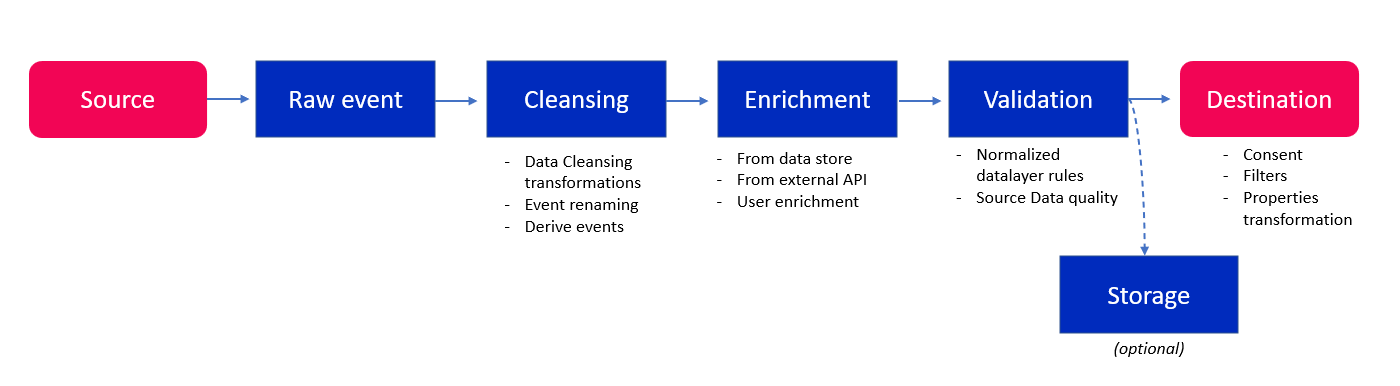 Source
Raw event
Cleansing
Enrichment
Validation
Destination
- Data Cleansing
transformations
- Event renaming
- Derive events
- From data store
- From external API
- User enrichment
- Normalized
datalayer rules
- Source Data quality
- Consent
- Filters
- Properties
transformation
Storage
(optional)